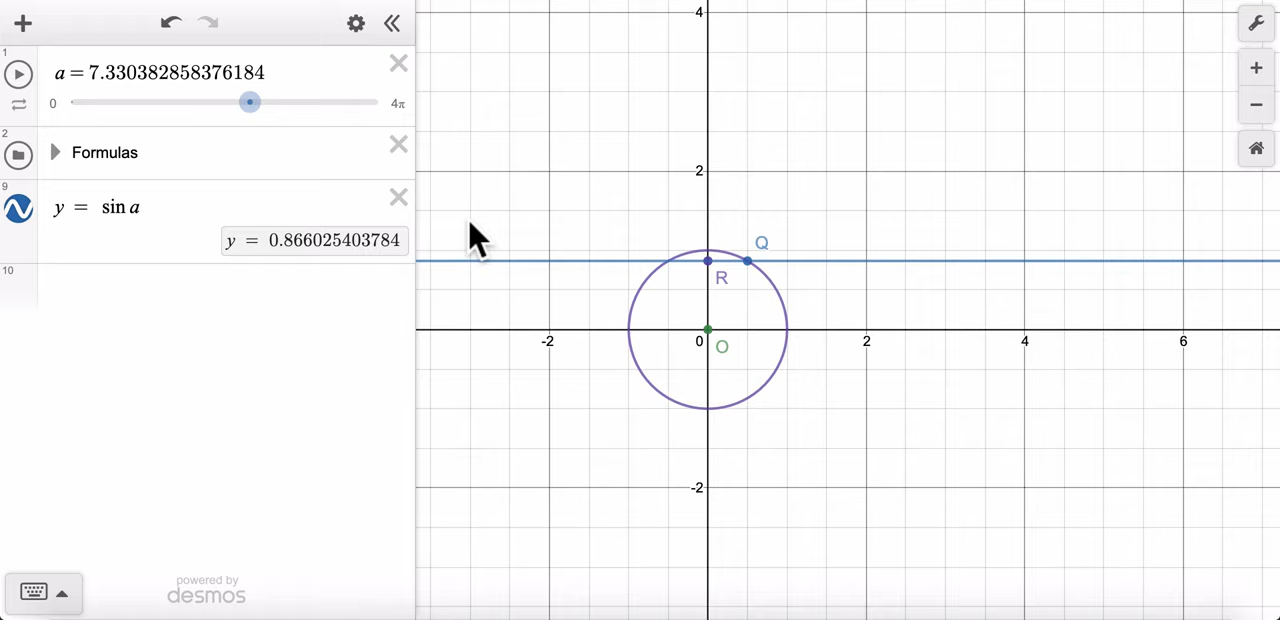 1
a = 7.330382858376184
0
4π
2
Formulas
9
y = sin a
y = 0.866025403784
10
powered by
desmos
4
2
Q
R
-2
0
2
4
6
O
-2